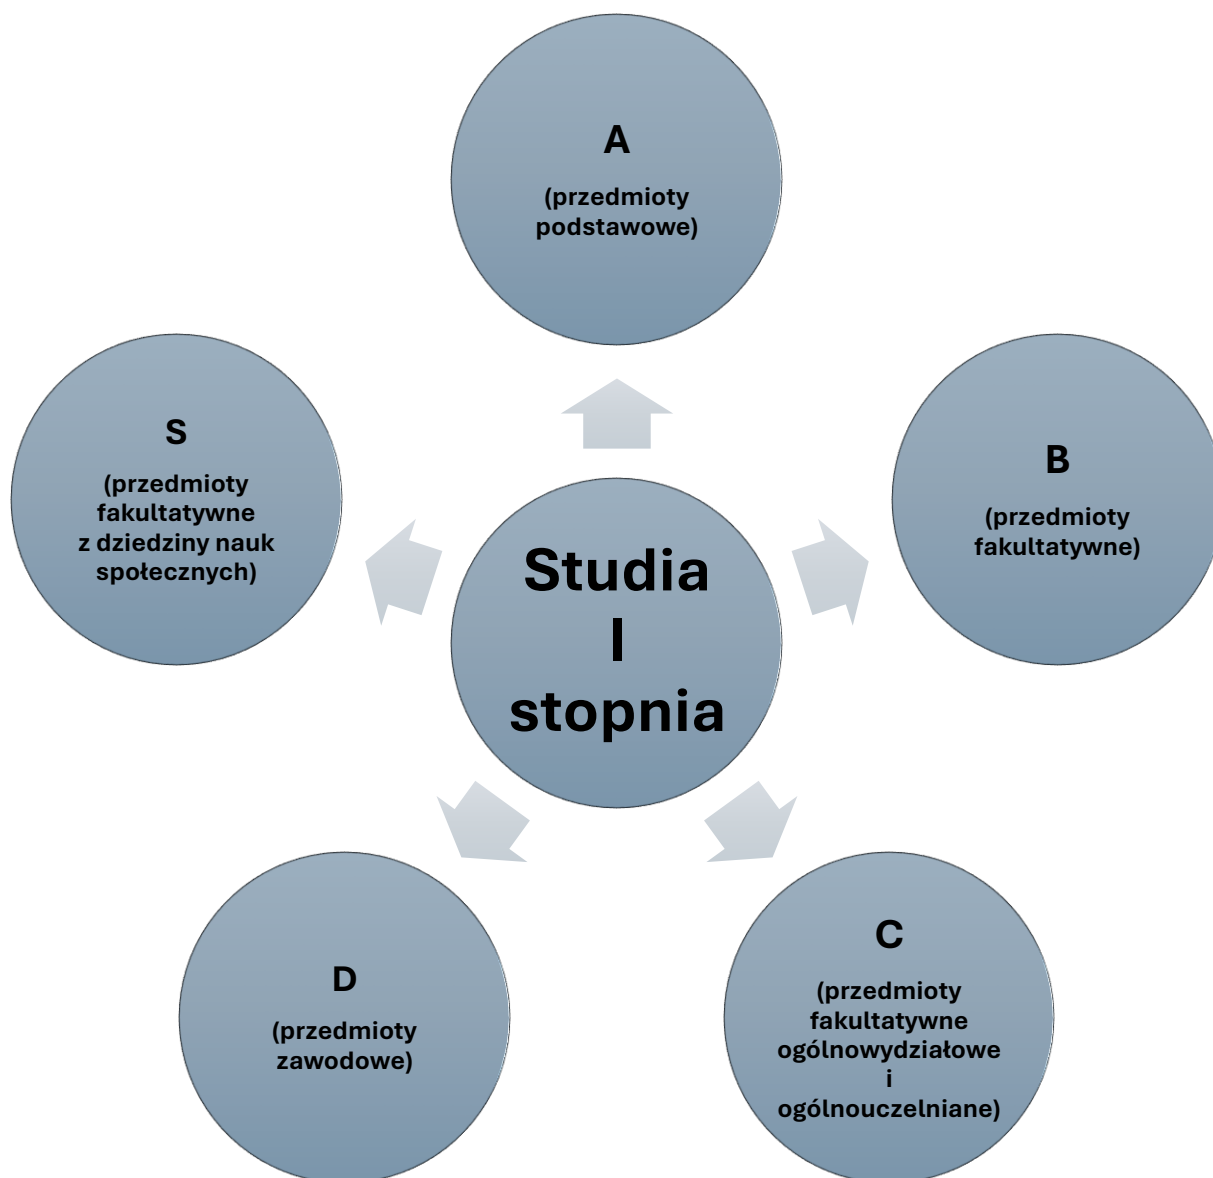 A
(przedmioty
podstawowe)
S
(przedmioty
fakultatywne
z dziedziny nauk
społecznych)
B
(przedmioty
fakultatywne)
Studia
I
stopnia
D
(przedmioty
zawodowe)
C
(przedmioty
fakultatywne
ogólnowydziałowe
i
ogólnouczelniane)